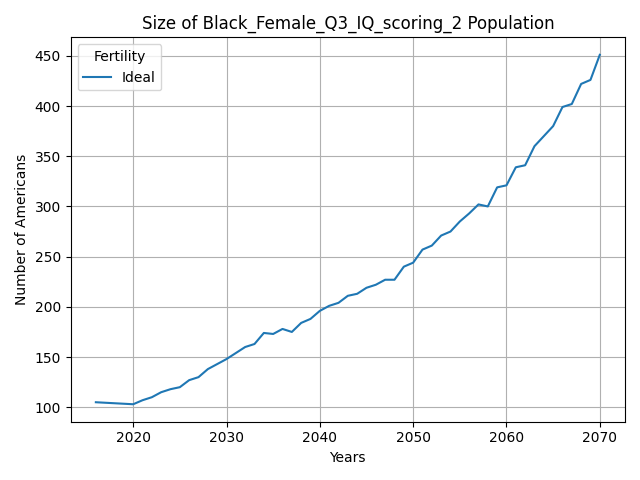 Size of Black_Female_Q3_IQ_scoring_2 Population
Fertility
Ideal
Number of Americans
450
400
350
300
250
200
150
100
2020 2030 2040 2050 2060 2070
Years